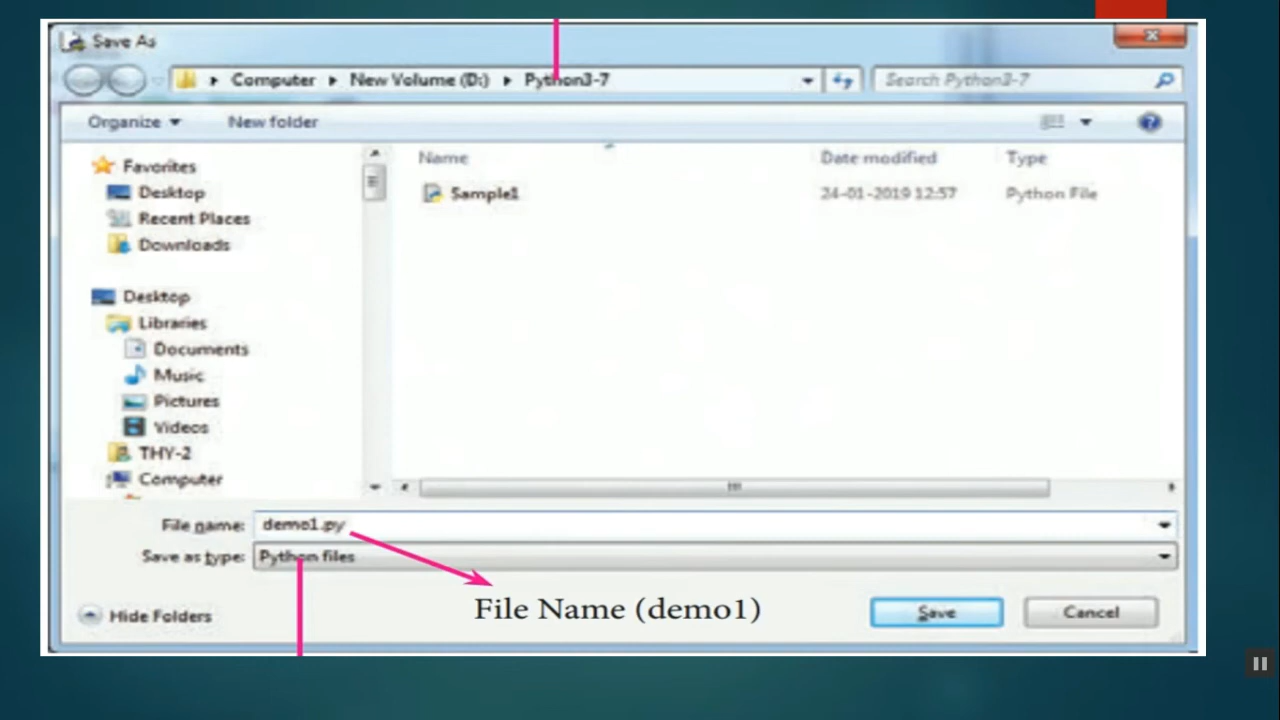 Save As
Computer New Volume (D:) Python3-7
Search Python3-7
Organize New folder
Name Date modified Type
Sample1 24-01-2019 12:57 Python File
Favorites
Desktop
Recent Places
Downloads
Desktop
Libraries
Documents
Music
Pictures
Videos
THY-2
Computer
File name: demo1.py
Save as type: Python files
File Name (demo1)
Hide Folders
Save Cancel